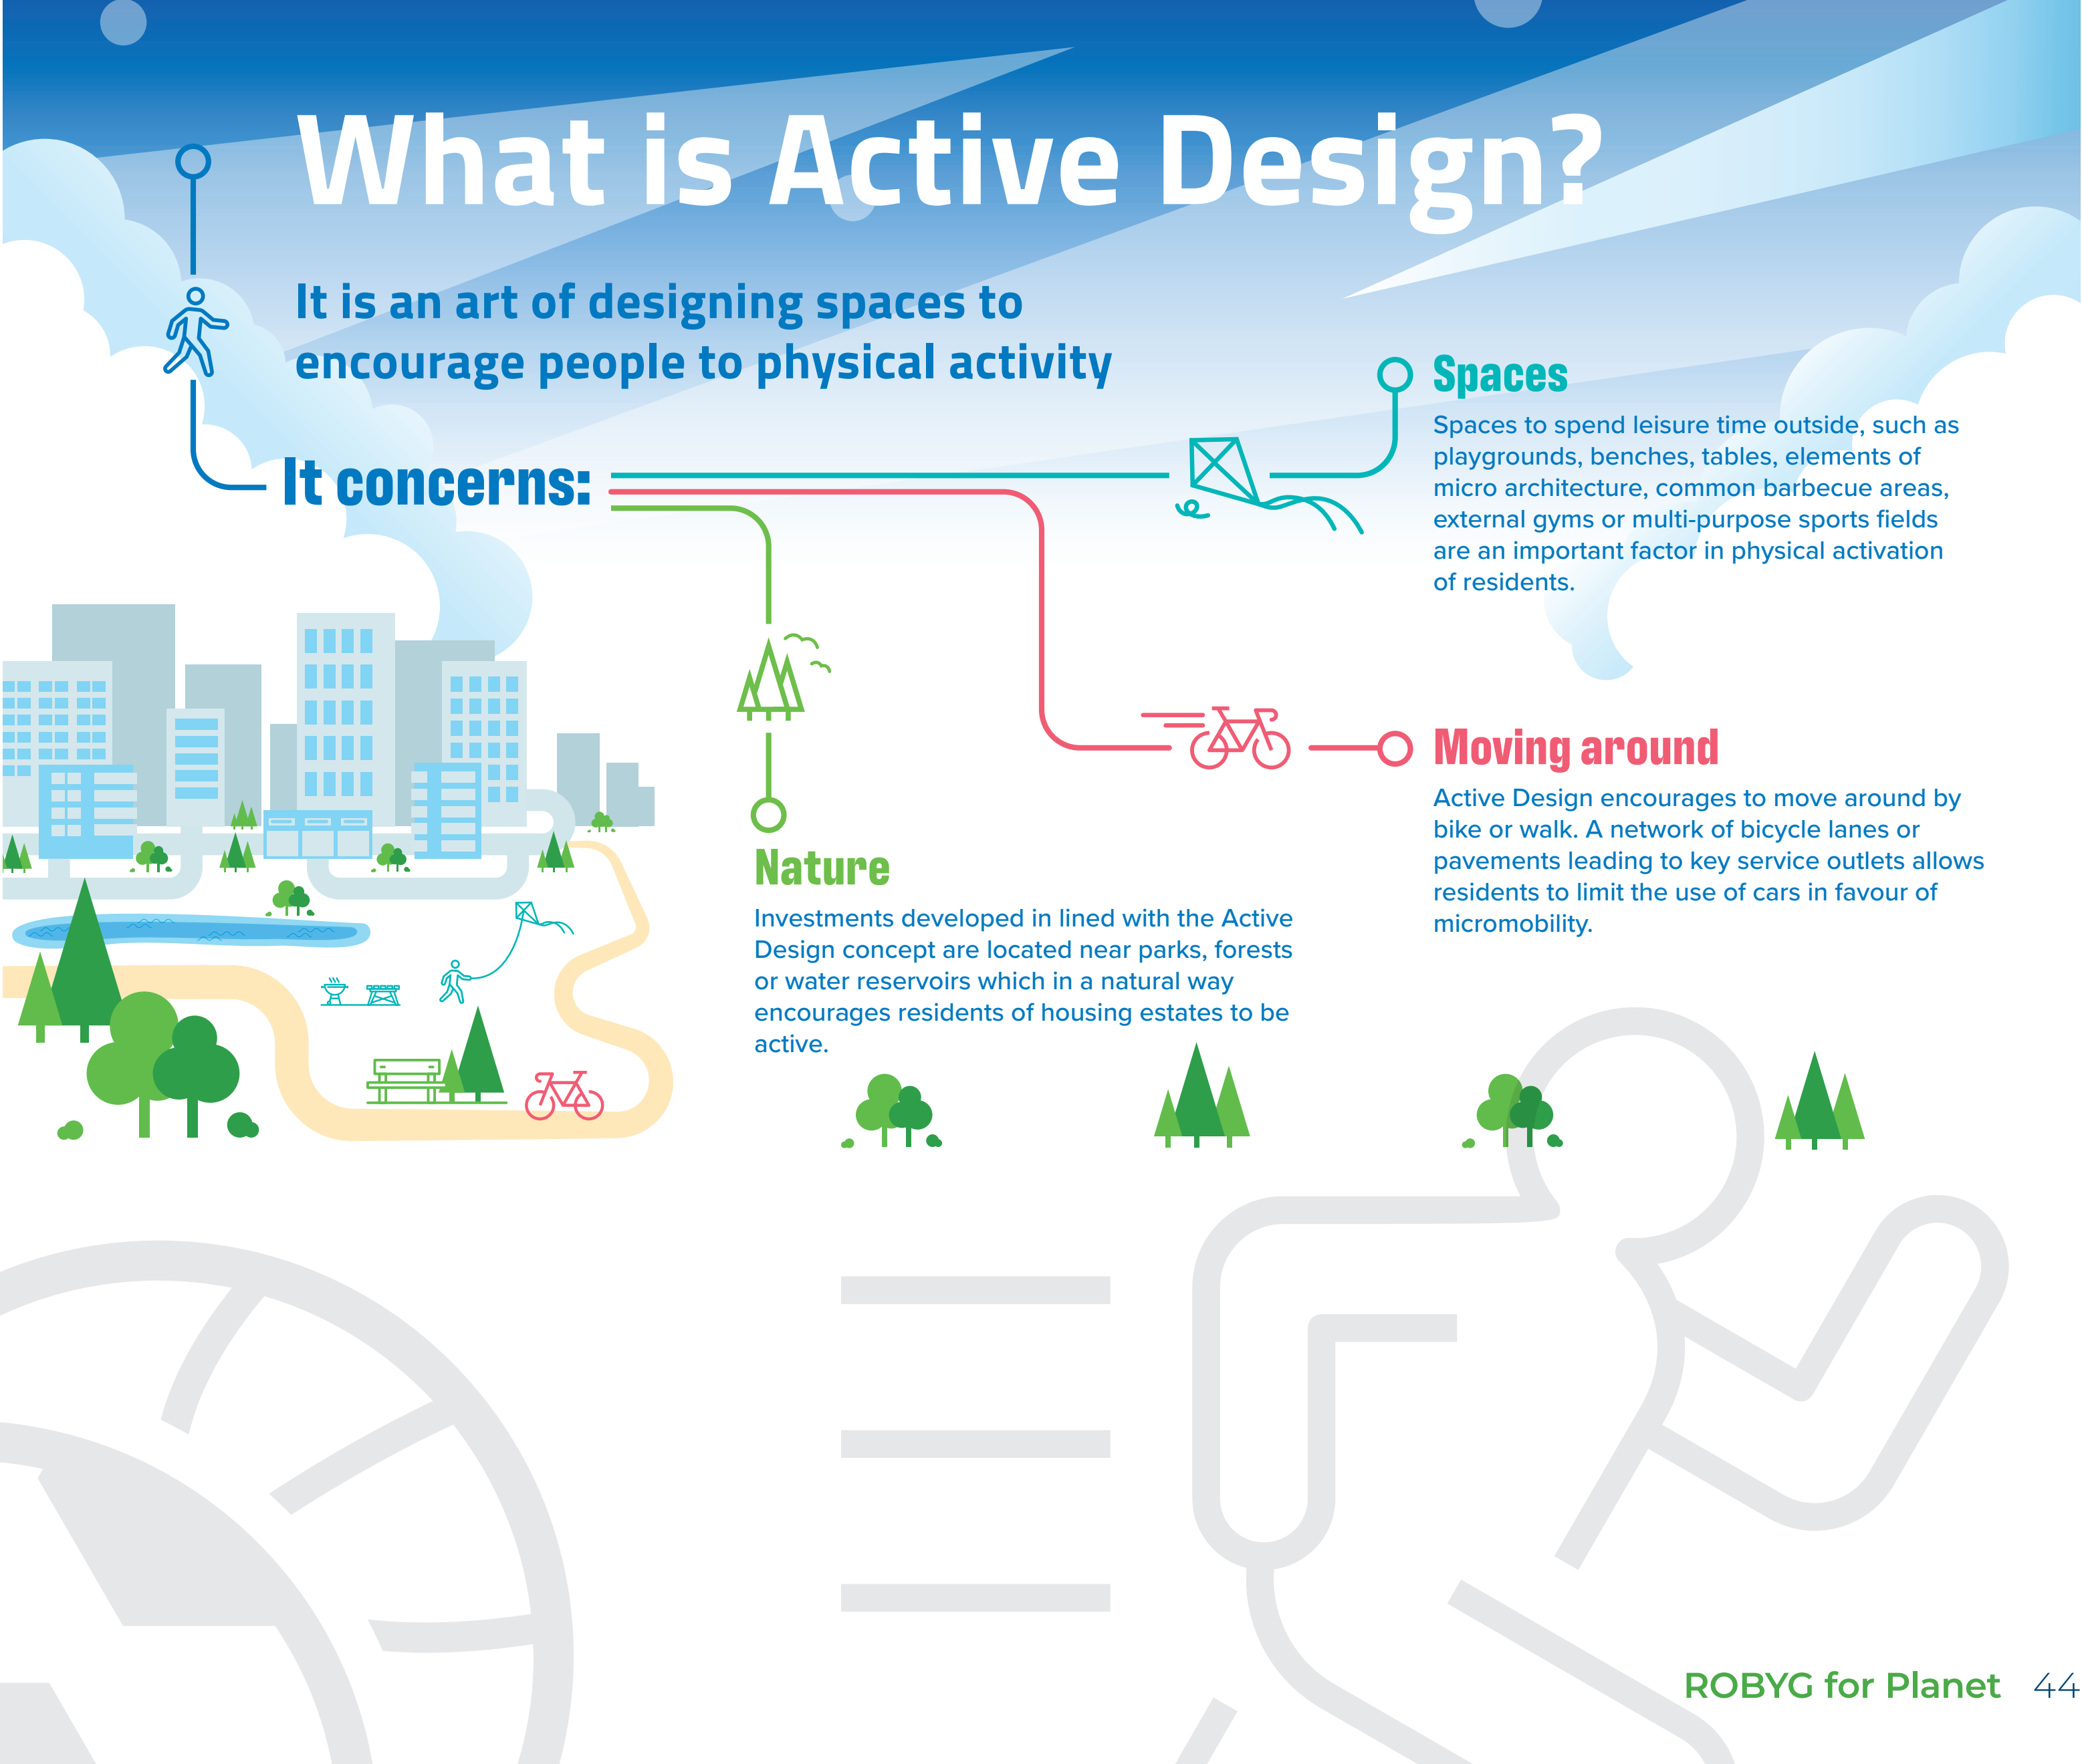 What is Active Design?
It is an art of designing spaces to
encourage people to physical activity
It concerns:
Spaces
Spaces to spend leisure time outside, such as
playgrounds, benches, tables, elements of
micro architecture, common barbecue areas,
external gyms or multi-purpose sports fields
are an important factor in physical activation
of residents.
Moving around
Active Design encourages to move around by
bike or walk. A network of bicycle lanes or
pavements leading to key service outlets allows
residents to limit the use of cars in favour of
micromobility.
Nature
Investments developed in lined with the Active
Design concept are located near parks, forests
or water reservoirs which in a natural way
encourages residents of housing estates to be
active.
ROBYG for Planet 44